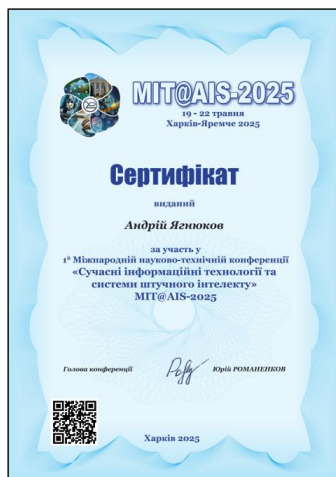 MIT@AIS-2025
19 - 22 травня
Харків-Яремче 2025
Сертифікат
виданий
Андрій Ягнюков
за участь у
1й Міжнародній науково-технічній конференції
«Сучасні інформаційні технології та
системи штучного інтелекту»
MIT@AIS-2025
Голова конференції Юрій РОМАНЕНКОВ
Харків 2025